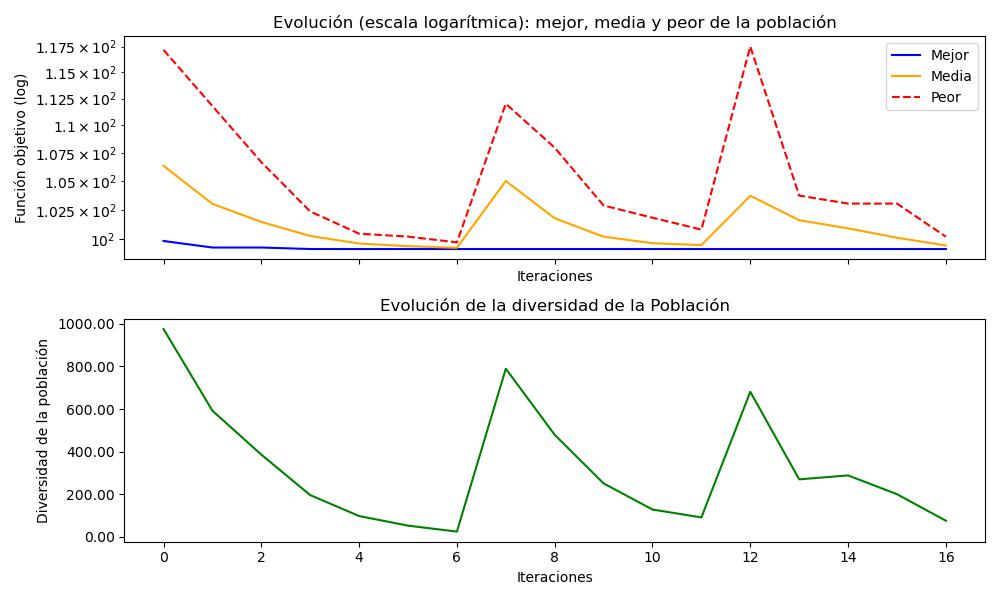 Evolución (escala logarítmica): mejor, media y peor de la población
Función objetivo (log)
1.175 × 10²
1.15 × 10²
1.125 × 10²
1.1 × 10²
1.075 × 10²
1.05 × 10²
1.025 × 10²
10²
Mejor
Media
Peor
Iteraciones
Evolución de la diversidad de la Población
Diversidad de la población
1000.00
800.00
600.00
400.00
200.00
0.00
0 2 4 6 8 10 12 14 16
Iteraciones